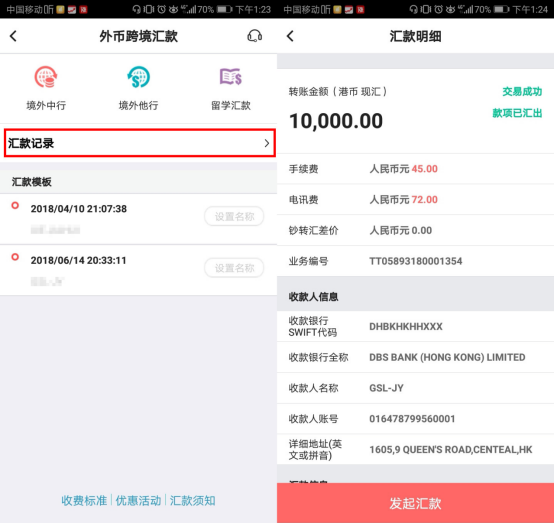 中国移动
70%
下午1:23
外币跨境汇款
境外中行
境外他行
留学汇款
汇款记录
汇款模板
2018/04/10 21:07:38
设置名称
2018/06/14 20:33:11
设置名称
收费标准
优惠活动
汇款须知
中国移动
70%
下午1:24
汇款明细
转账金额（港币 现汇）
交易成功
10,000.00
款项已汇出
手续费 人民币元 45.00
电讯费 人民币元 72.00
钞转汇差价 人民币元 0.00
业务编号 TT05893180001354
收款人信息
收款银行
SWIFT代码
DHBKHKHHXXX
收款银行全称 DBS BANK (HONG KONG) LIMITED
收款人名称 GSL-JY
收款人账号 016478799560001
详细地址(英
文或拼音)
1605,9 QUEEN'S ROAD,CENTEAL,HK
发起汇款